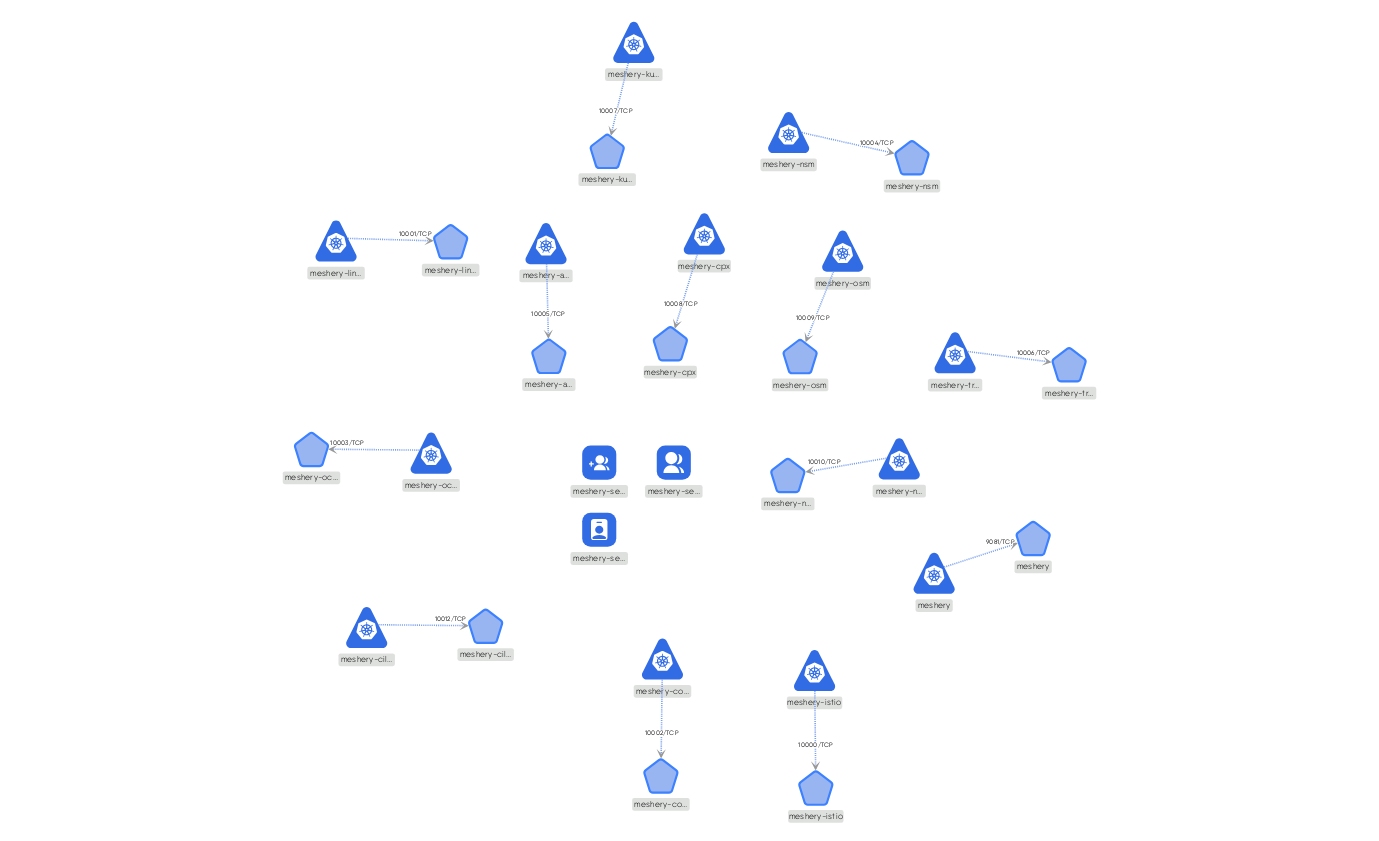 meshery-ku...
10007/TCP
meshery-ku...
meshery-nsm
10004/TCP
meshery-nsm
meshery-lin...
10001/TCP
meshery-lin...
meshery-a...
10005/TCP
meshery-a...
meshery-cpx
10008/TCP
meshery-cpx
meshery-osm
10009/TCP
meshery-osm
meshery-tr...
10006/TCP
meshery-tr...
meshery-oc...
10003/TCP
meshery-oc...
meshery-se...
meshery-se...
meshery-se...
meshery-n...
10010/TCP
meshery-n...
meshery
9081/TCP
meshery
meshery-cil...
10012/TCP
meshery-cil...
meshery-co...
10002/TCP
meshery-co...
meshery-istio
10000/TCP
meshery-istio